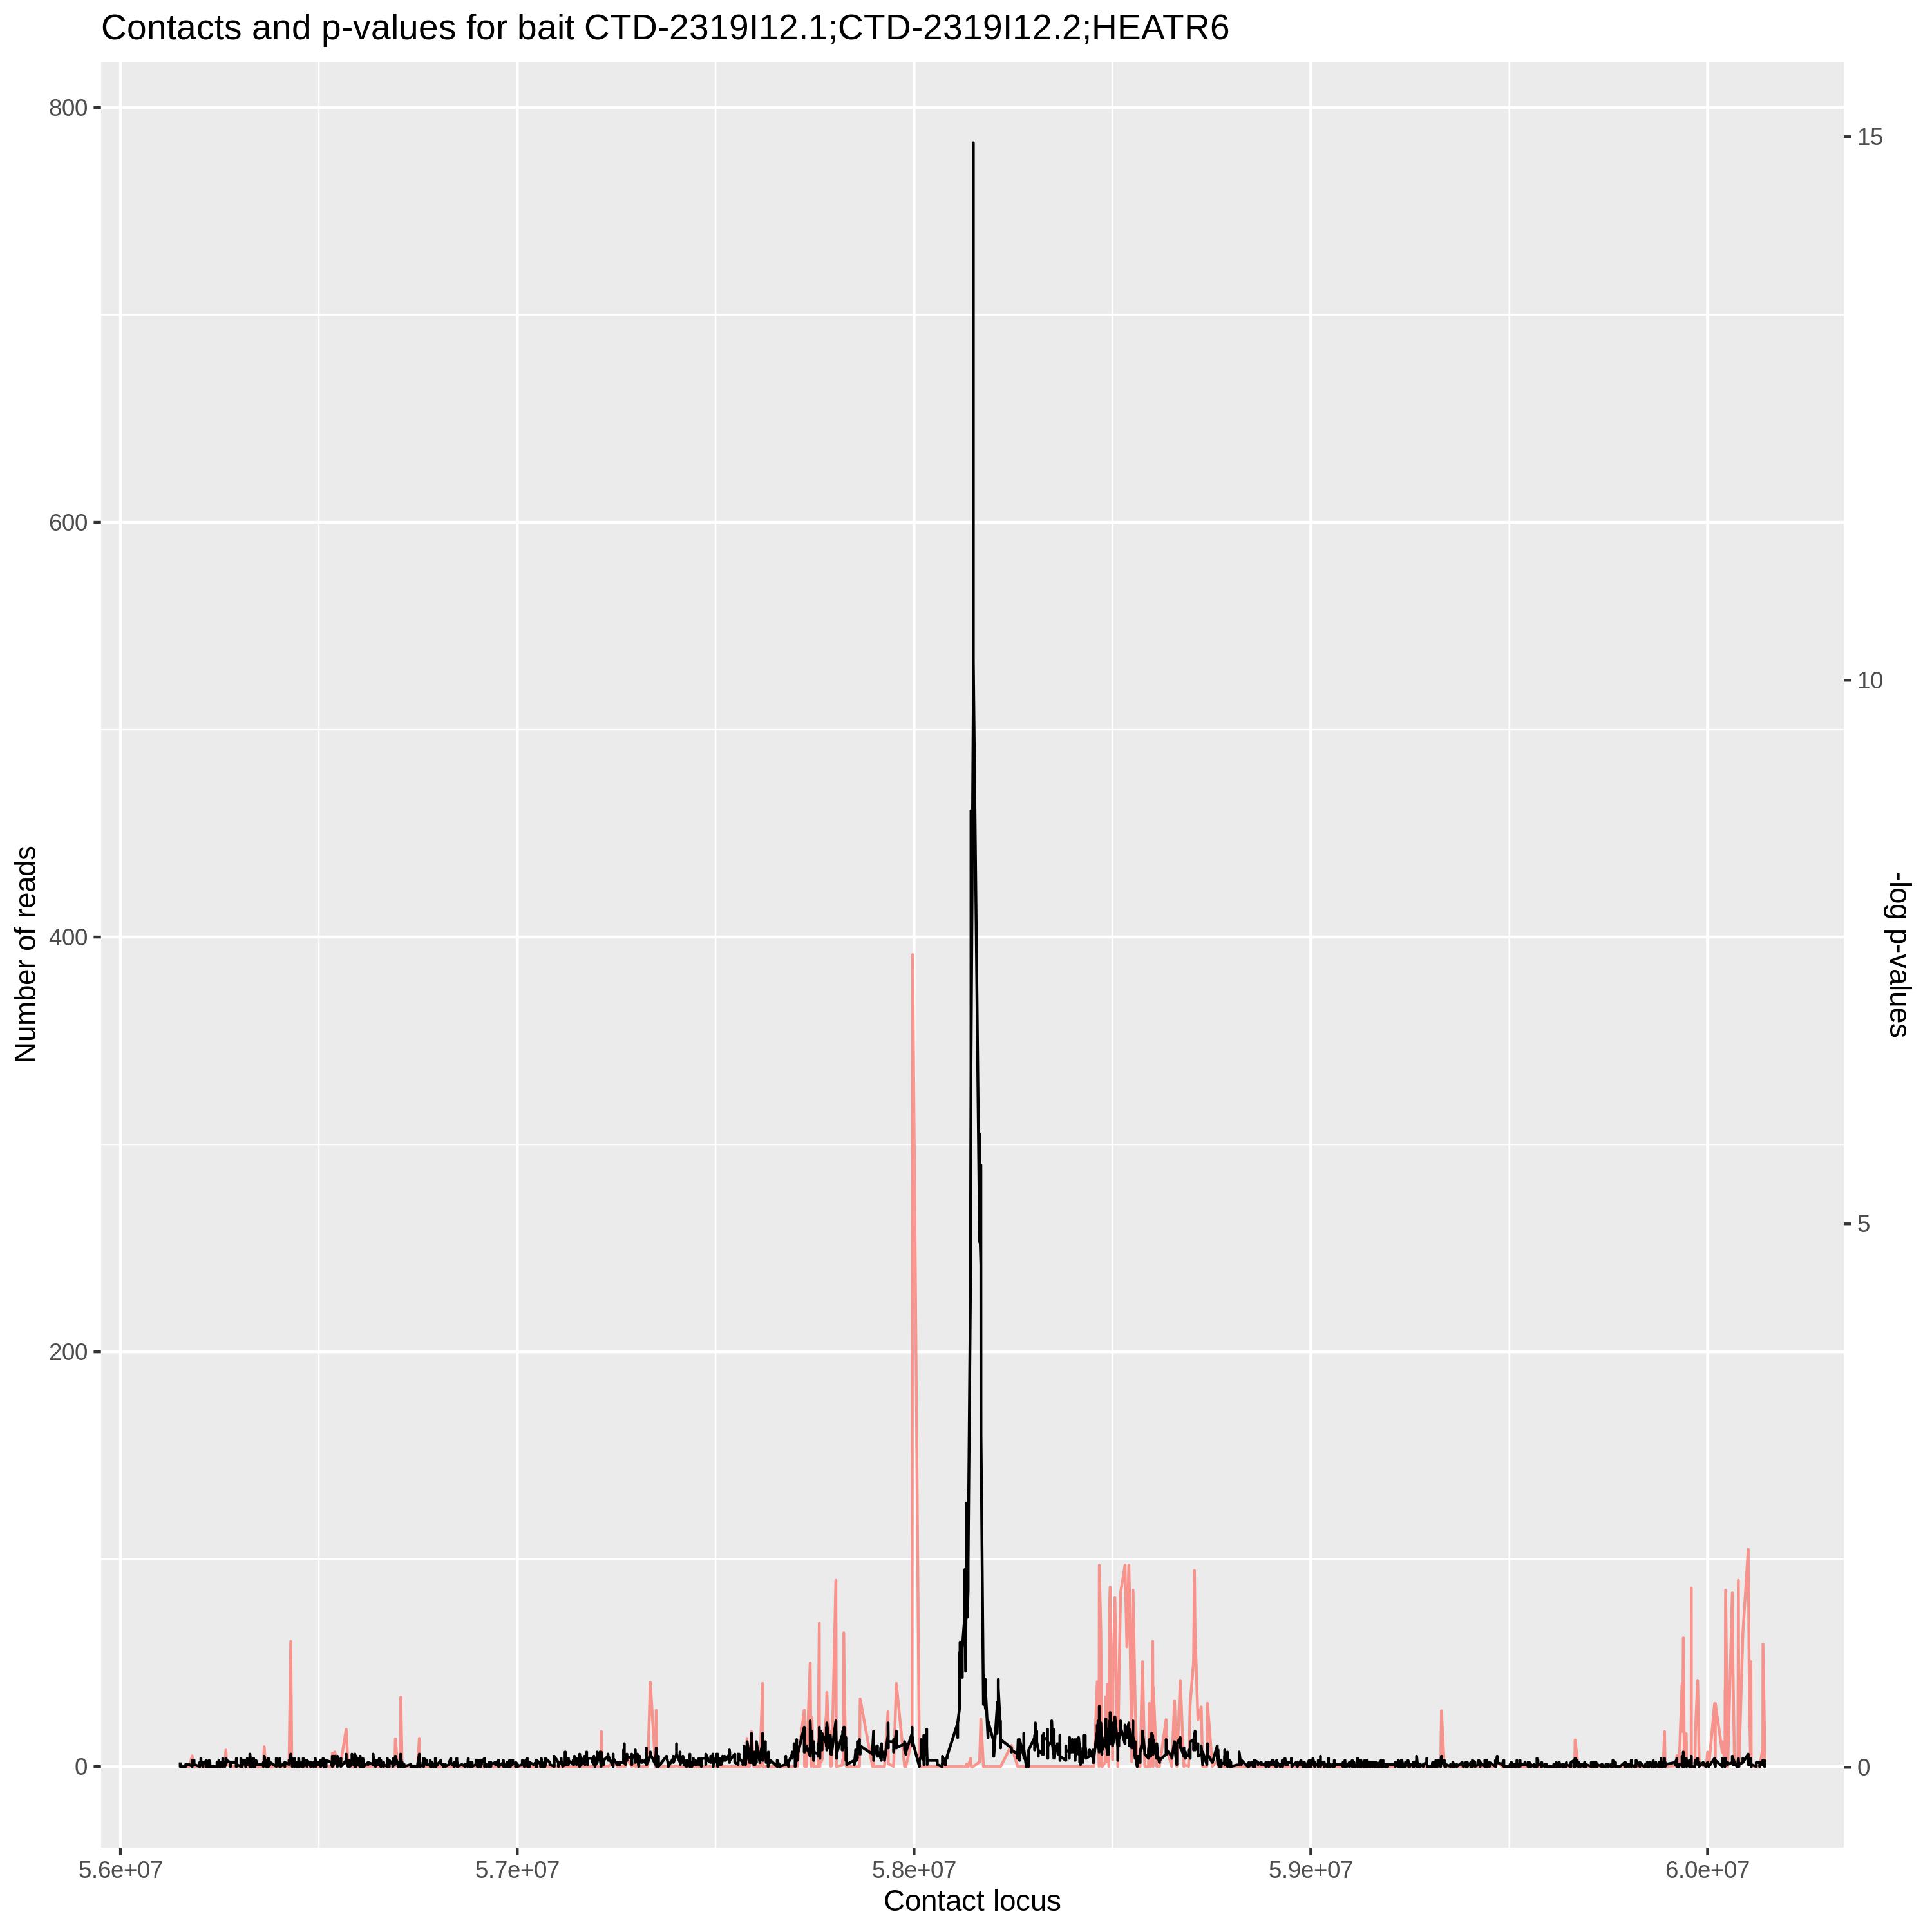 Contacts and p-values for bait CTD-2319I12.1;CTD-2319I12.2;HEATR6
800
600
400
200
0
Number of reads
15
10
5
0
-log p-values
5.6e+07
5.7e+07
5.8e+07
5.9e+07
6.0e+07
Contact locus